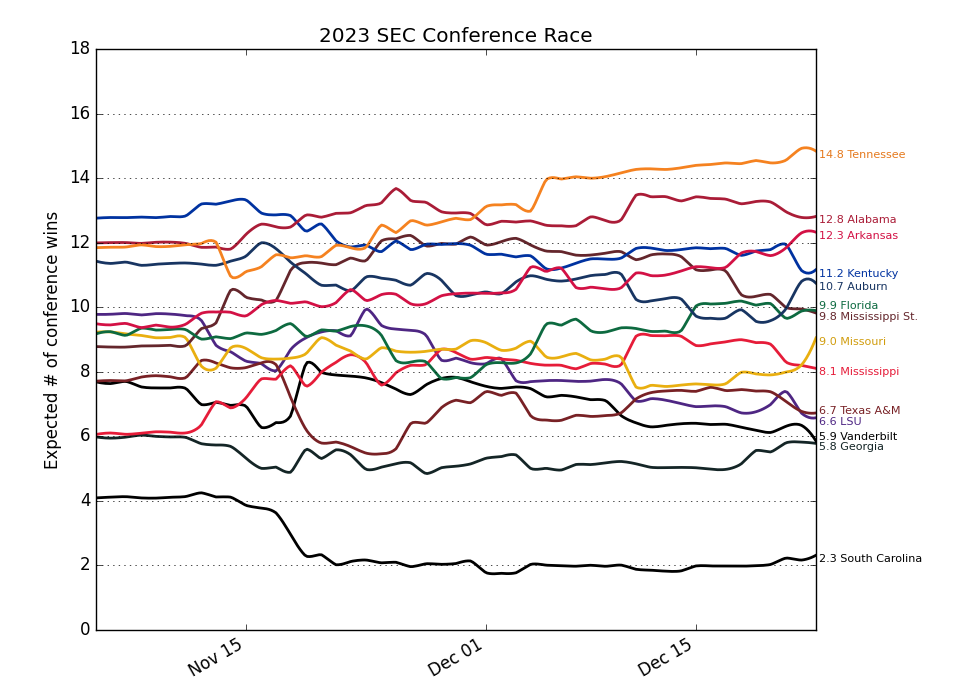 2023 SEC Conference Race
Expected # of conference wins
18
16
14
12
10
8
6
4
2
0
Nov 15
Dec 01
Dec 15
14.8 Tennessee
12.8 Alabama
12.3 Arkansas
11.2 Kentucky
10.7 Auburn
9.9 Florida
9.8 Mississippi St.
9.0 Missouri
8.1 Mississippi
6.7 Texas A&M
6.6 LSU
5.9 Vanderbilt
5.8 Georgia
2.3 South Carolina